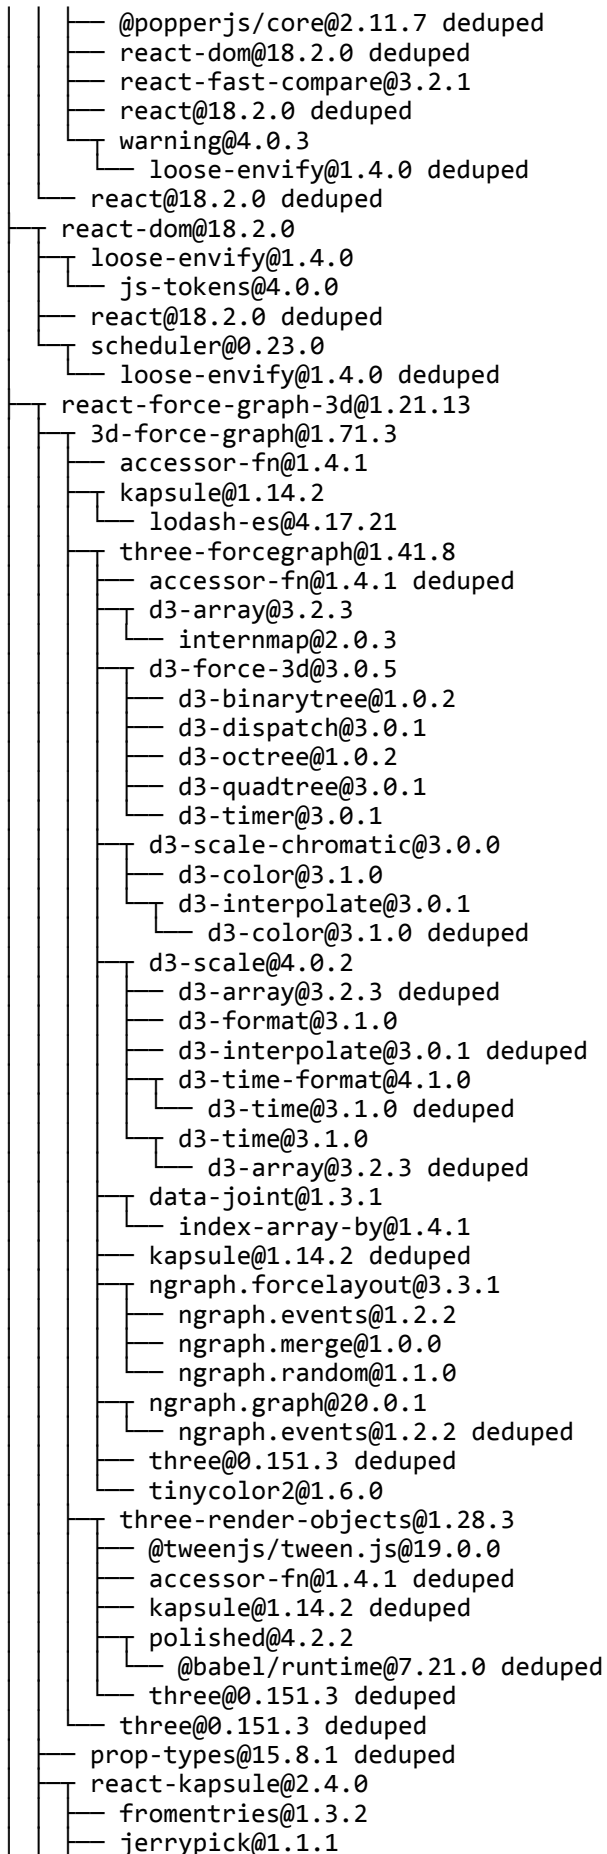 │ │ ├── @popperjs/core@2.11.7 deduped
│ │ ├── react-dom@18.2.0 deduped
│ │ ├── react-fast-compare@3.2.1
│ │ ├── react@18.2.0 deduped
│ │ └─┬ warning@4.0.3
│ │   └── loose-envify@1.4.0 deduped
│ └── react@18.2.0 deduped
├─┬ react-dom@18.2.0
│ ├─┬ loose-envify@1.4.0
│ │ └── js-tokens@4.0.0
│ ├── react@18.2.0 deduped
│ └─┬ scheduler@0.23.0
│   └── loose-envify@1.4.0 deduped
├─┬ react-force-graph-3d@1.21.13
│ ├─┬ 3d-force-graph@1.71.3
│ │ ├── accessor-fn@1.4.1
│ │ ├─┬ kapsule@1.14.2
│ │ │ └── lodash-es@4.17.21
│ │ ├─┬ three-forcegraph@1.41.8
│ │ │ ├── accessor-fn@1.4.1 deduped
│ │ │ ├─┬ d3-array@3.2.3
│ │ │ │ └── internmap@2.0.3
│ │ │ ├─┬ d3-force-3d@3.0.5
│ │ │ │ ├── d3-binarytree@1.0.2
│ │ │ │ ├── d3-dispatch@3.0.1
│ │ │ │ ├── d3-octree@1.0.2
│ │ │ │ ├── d3-quadtree@3.0.1
│ │ │ │ └── d3-timer@3.0.1
│ │ │ ├─┬ d3-scale-chromatic@3.0.0
│ │ │ │ ├── d3-color@3.1.0
│ │ │ │ └─┬ d3-interpolate@3.0.1
│ │ │ │   └── d3-color@3.1.0 deduped
│ │ │ ├─┬ d3-scale@4.0.2
│ │ │ │ ├── d3-array@3.2.3 deduped
│ │ │ │ ├── d3-format@3.1.0
│ │ │ │ ├── d3-interpolate@3.0.1 deduped
│ │ │ │ ├─┬ d3-time-format@4.1.0
│ │ │ │ │ └── d3-time@3.1.0 deduped
│ │ │ │ └─┬ d3-time@3.1.0
│ │ │ │   └── d3-array@3.2.3 deduped
│ │ │ ├─┬ data-joint@1.3.1
│ │ │ │ └── index-array-by@1.4.1
│ │ │ ├── kapsule@1.14.2 deduped
│ │ │ ├─┬ ngraph.forcelayout@3.3.1
│ │ │ │ ├── ngraph.events@1.2.2
│ │ │ │ ├── ngraph.merge@1.0.0
│ │ │ │ └── ngraph.random@1.1.0
│ │ │ ├─┬ ngraph.graph@20.0.1
│ │ │ │ └── ngraph.events@1.2.2 deduped
│ │ │ ├── three@0.151.3 deduped
│ │ │ └── tinycolor2@1.6.0
│ │ ├─┬ three-render-objects@1.28.3
│ │ │ ├── @tweenjs/tween.js@19.0.0
│ │ │ ├── accessor-fn@1.4.1 deduped
│ │ │ ├── kapsule@1.14.2 deduped
│ │ │ ├─┬ polished@4.2.2
│ │ │ │ └── @babel/runtime@7.21.0 deduped
│ │ │ └── three@0.151.3 deduped
│ │ └── three@0.151.3 deduped
│ ├── prop-types@15.8.1 deduped
│ ├─┬ react-kapsule@2.4.0
│ │ ├── fromentries@1.3.2
│ │ ├── jerrypick@1.1.1